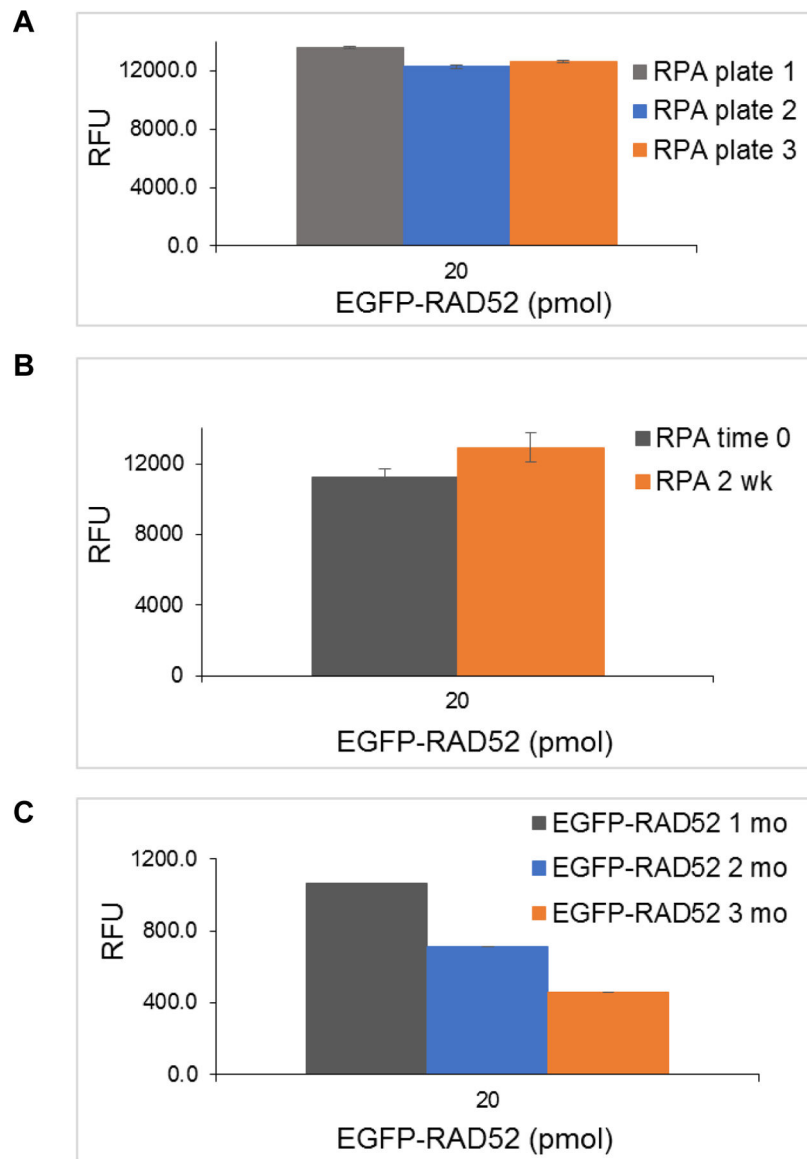 A
RFU
12000.0
8000.0
4000.0
0.0
20
EGFP-RAD52 (pmol)
RPA plate 1
RPA plate 2
RPA plate 3
B
RFU
12000
8000
4000
0
20
EGFP-RAD52 (pmol)
RPA time 0
RPA 2 wk
C
RFU
1200.0
800.0
400.0
0.0
20
EGFP-RAD52 (pmol)
EGFP-RAD52 1 mo
EGFP-RAD52 2 mo
EGFP-RAD52 3 mo